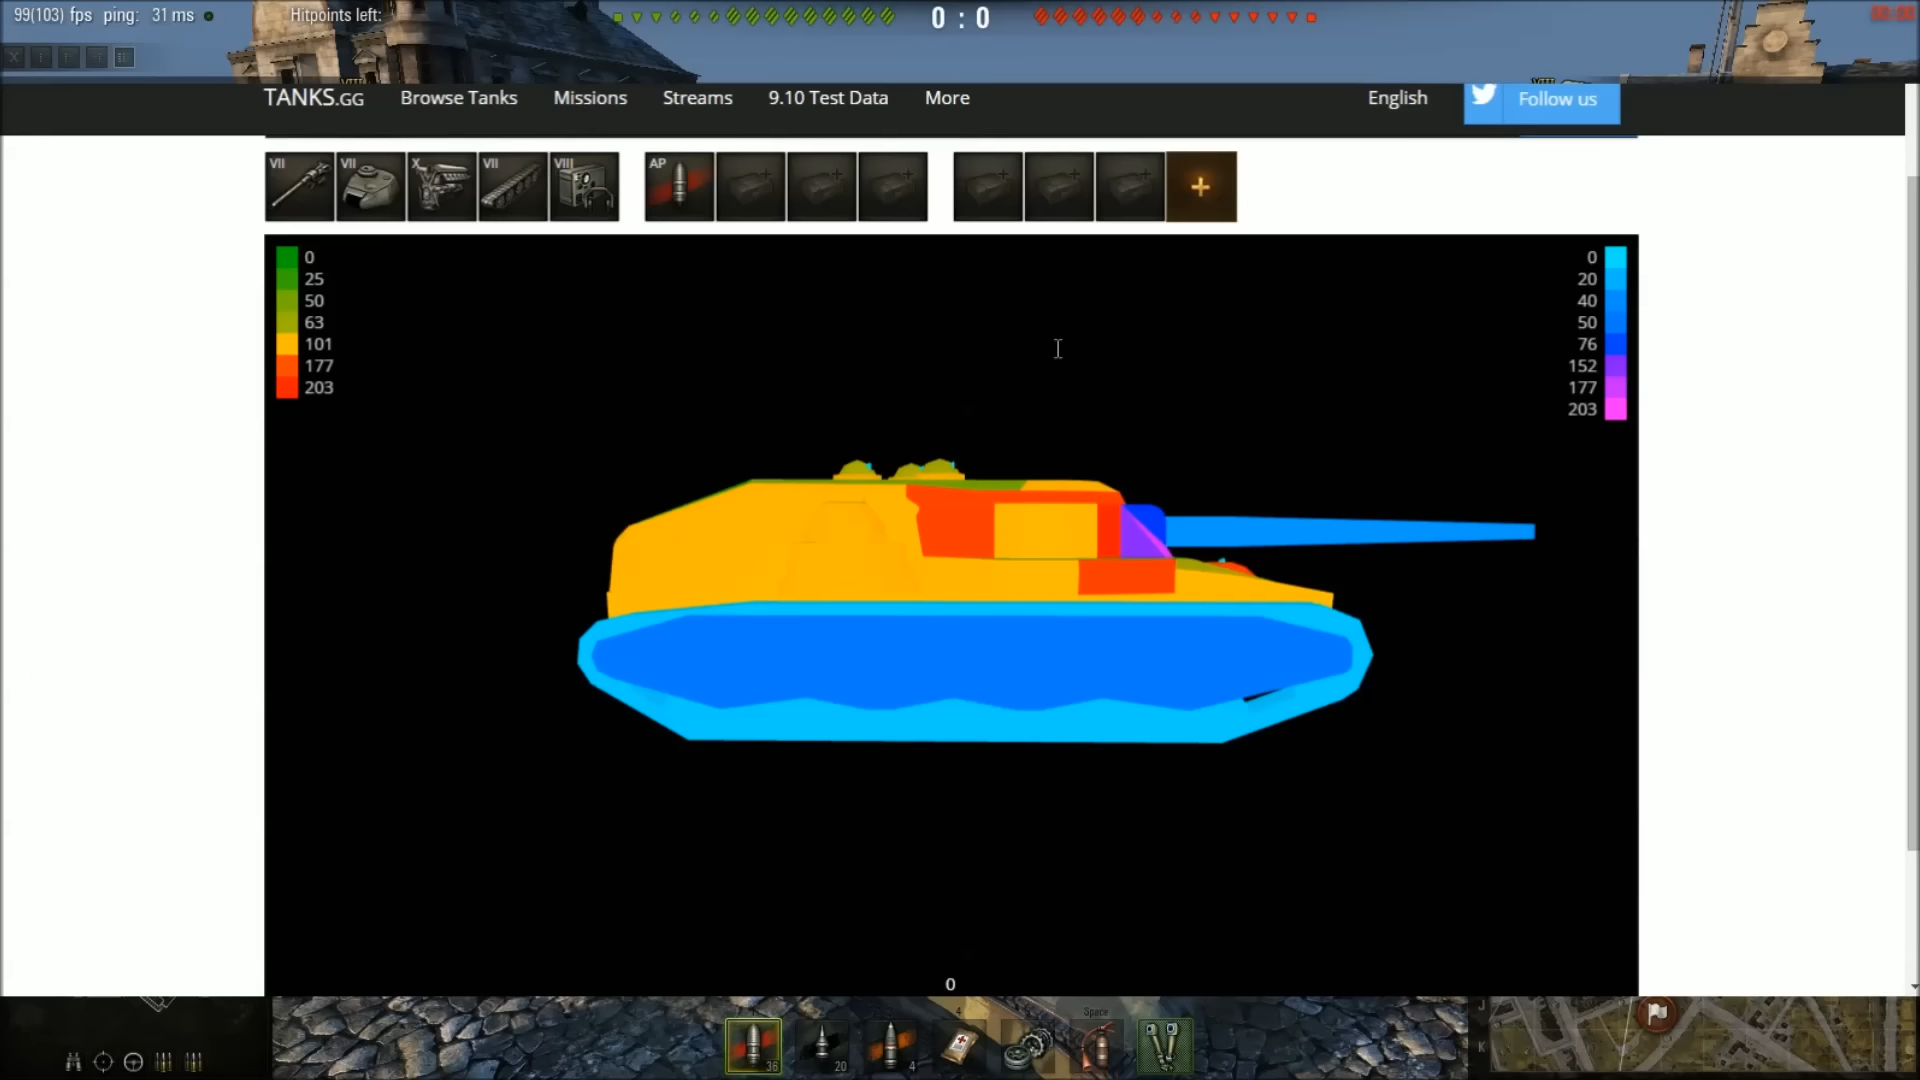 99(103) fps ping: 31 ms
Hitpoints left:
0 : 0
TANKS.GG
Browse Tanks
Missions
Streams
9.10 Test Data
More
English
Follow us
VII
VII
X
VII
VIII
AP
+
0
25
50
63
101
177
203
0
20
40
50
76
152
177
203
0
4
Space
36
20
4
J
K